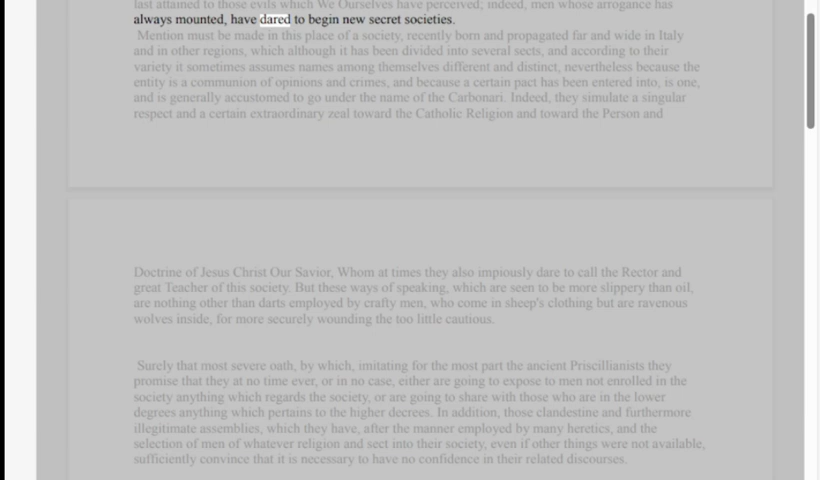 last attained to those evils which We Ourselves have perceived; indeed, men whose arrogance has
always mounted, have dared to begin new secret societies.
Mention must be made in this place of a society, recently born and propagated far and wide in Italy
and in other regions, which although it has been divided into several sects, and according to their
variety it sometimes assumes names among themselves different and distinct, nevertheless because the
entity is a communion of opinions and crimes, and because a certain pact has been entered into, is one,
and is generally accustomed to go under the name of the Carbonari. Indeed, they simulate a singular
respect and a certain extraordinary zeal toward the Catholic Religion and toward the Person and
Doctrine of Jesus Christ Our Savior, Whom at times they also impiously dare to call the Rector and
great Teacher of this society. But these ways of speaking, which are seen to be more slippery than oil,
are nothing other than darts employed by crafty men, who come in sheep's clothing but are ravenous
wolves inside, for more securely wounding the too little cautious.
Surely that most severe oath, by which, imitating for the most part the ancient Priscillianists they
promise that they at no time ever, or in no case, either are going to expose to men not enrolled in the
society anything which regards the society, or are going to share with those who are in the lower
degrees anything which pertains to the higher decrees. In addition, those clandestine and furthermore
illegitimate assemblies, which they have, after the manner employed by many heretics, and the
selection of men of whatever religion and sect into their society, even if other things were not available,
sufficiently convince that it is necessary to have no confidence in their related discourses.